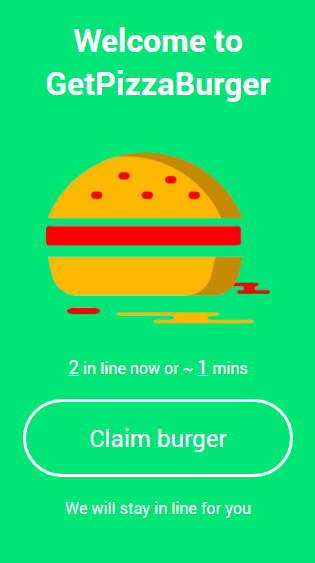 Welcome to
GetPizzaBurger
2 in line now or ~ 1 mins
Claim burger
We will stay in line for you